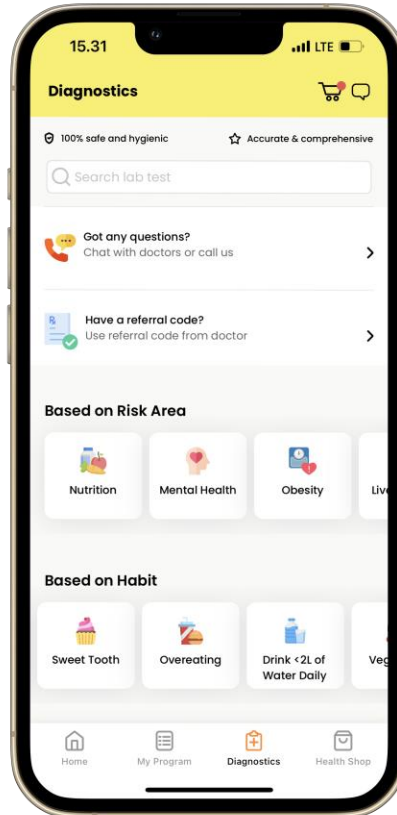 15.31
LTE
Diagnostics
100% safe and hygienic
Accurate & comprehensive
Search lab test
Got any questions?
Chat with doctors or call us
Have a referral code?
Use referral code from doctor
Based on Risk Area
Nutrition
Mental Health
Obesity
Live
Based on Habit
Sweet Tooth
Overeating
Drink <2L of
Water Daily
Veg
Home
My Program
Diagnostics
Health Shop